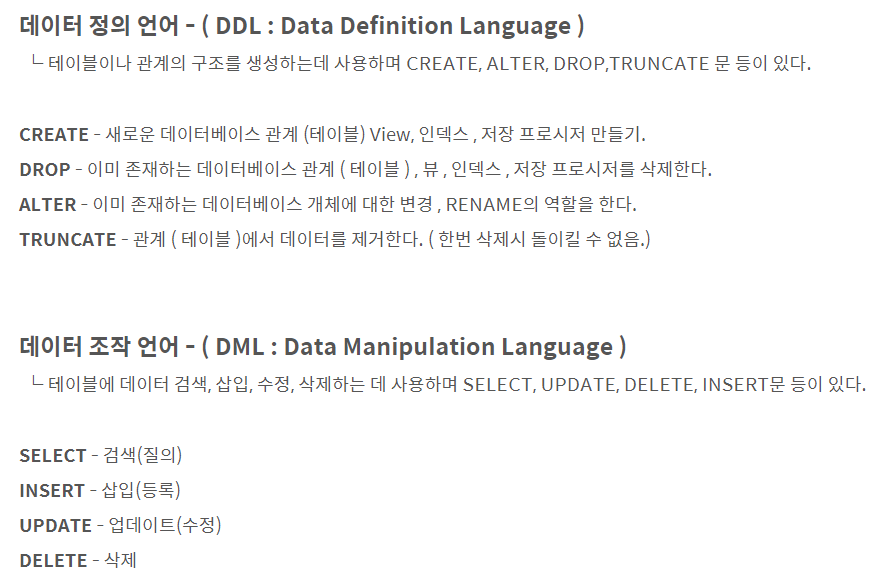 데이터 정의 언어 - ( DDL : Data Definition Language )
└ 테이블이나 관계의 구조를 생성하는데 사용하며 CREATE, ALTER, DROP,TRUNCATE 문 등이 있다.
CREATE - 새로운 데이터베이스 관계 (테이블) View, 인덱스 , 저장 프로시저 만들기.
DROP - 이미 존재하는 데이터베이스 관계 ( 테이블 ) , 뷰 , 인덱스 , 저장 프로시저를 삭제한다.
ALTER - 이미 존재하는 데이터베이스 개체에 대한 변경 , RENAME의 역할을 한다.
TRUNCATE - 관계 ( 테이블 )에서 데이터를 제거한다. ( 한번 삭제시 돌이킬 수 없음.)
데이터 조작 언어 - ( DML : Data Manipulation Language )
└ 테이블에 데이터 검색, 삽입, 수정, 삭제하는 데 사용하며 SELECT, UPDATE, DELETE, INSERT문 등이 있다.
SELECT - 검색(질의)
INSERT - 삽입(등록)
UPDATE - 업데이트(수정)
DELETE - 삭제